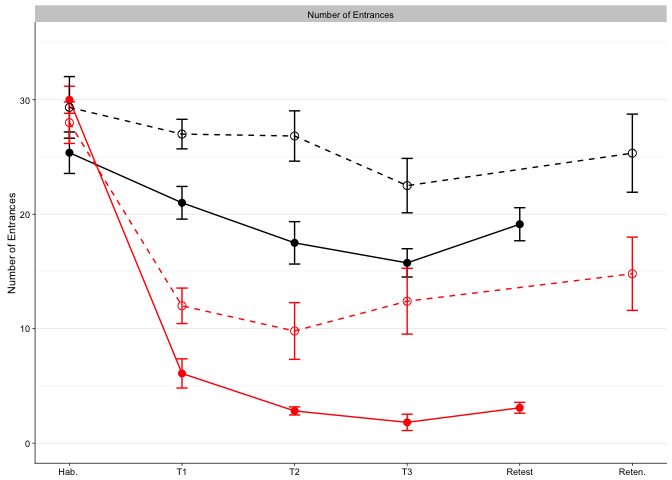 Number of Entrances
Number of Entrances
30
20
10
0
Hab. T1 T2 T3 Retest Reten.